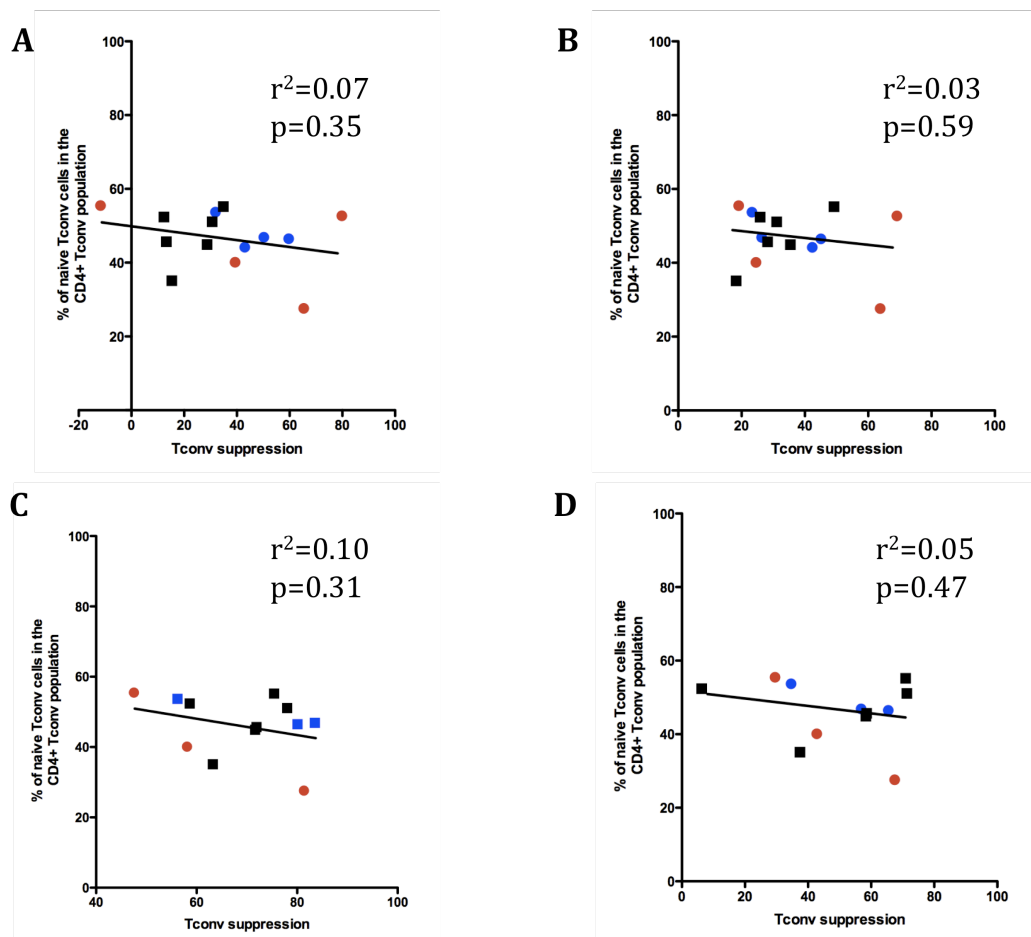 A
r²=0.07
p=0.35
% of naive Tconv cells in the
CD4+ Tconv population
100
80
60
40
20
0
-20 0 20 40 60 80 100
Tconv suppression
B
r²=0.03
p=0.59
% of naive Tconv cells in the
CD4+ Tconv population
100
80
60
40
20
0
0 20 40 60 80 100
Tconv suppression
C
r²=0.10
p=0.31
% of naive Tconv cells in the
CD4+ Tconv population
100
80
60
40
20
0
40 60 80 100
Tconv suppression
D
r²=0.05
p=0.47
% of naive Tconv cells in the
CD4+ Tconv population
100
80
60
40
20
0
0 20 40 60 80 100
Tconv suppression